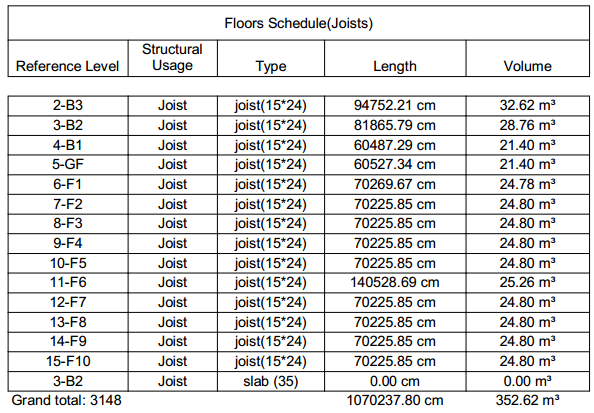 Floors Schedule(Joists)
Reference Level Structural Usage Type Length Volume
2-B3 Joist joist(15*24) 94752.21 cm 32.62 m³
3-B2 Joist joist(15*24) 81865.79 cm 28.76 m³
4-B1 Joist joist(15*24) 60487.29 cm 21.40 m³
5-GF Joist joist(15*24) 60527.34 cm 21.40 m³
6-F1 Joist joist(15*24) 70269.67 cm 24.78 m³
7-F2 Joist joist(15*24) 70225.85 cm 24.80 m³
8-F3 Joist joist(15*24) 70225.85 cm 24.80 m³
9-F4 Joist joist(15*24) 70225.85 cm 24.80 m³
10-F5 Joist joist(15*24) 70225.85 cm 24.80 m³
11-F6 Joist joist(15*24) 140528.69 cm 25.26 m³
12-F7 Joist joist(15*24) 70225.85 cm 24.80 m³
13-F8 Joist joist(15*24) 70225.85 cm 24.80 m³
14-F9 Joist joist(15*24) 70225.85 cm 24.80 m³
15-F10 Joist joist(15*24) 70225.85 cm 24.80 m³
3-B2 Joist slab (35) 0.00 cm 0.00 m³
Grand total: 3148 1070237.80 cm 352.62 m³